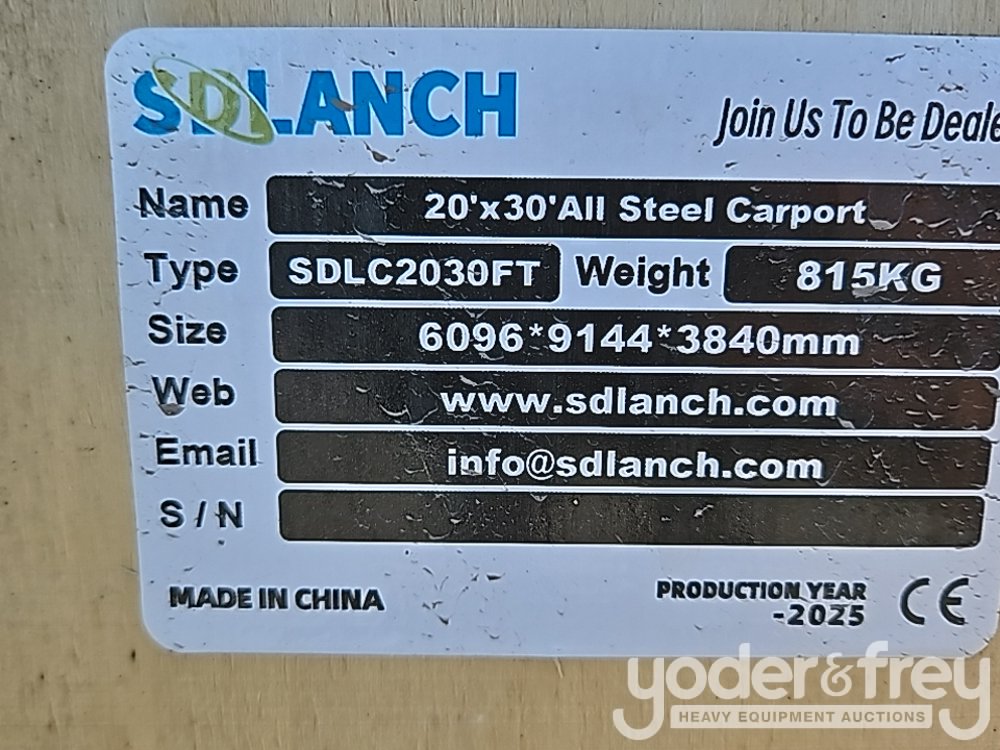 SDLANCH
Join Us To Be Deale
Name 20'x30'All Steel Carport
Type SDLC2030FT Weight 815KG
Size 6096*9144*3840mm
Web www.sdlanch.com
Email info@sdlanch.com
S / N
MADE IN CHINA
PRODUCTION YEAR
-2025
CE
yoder&frey
HEAVY EQUIPMENT AUCTIONS